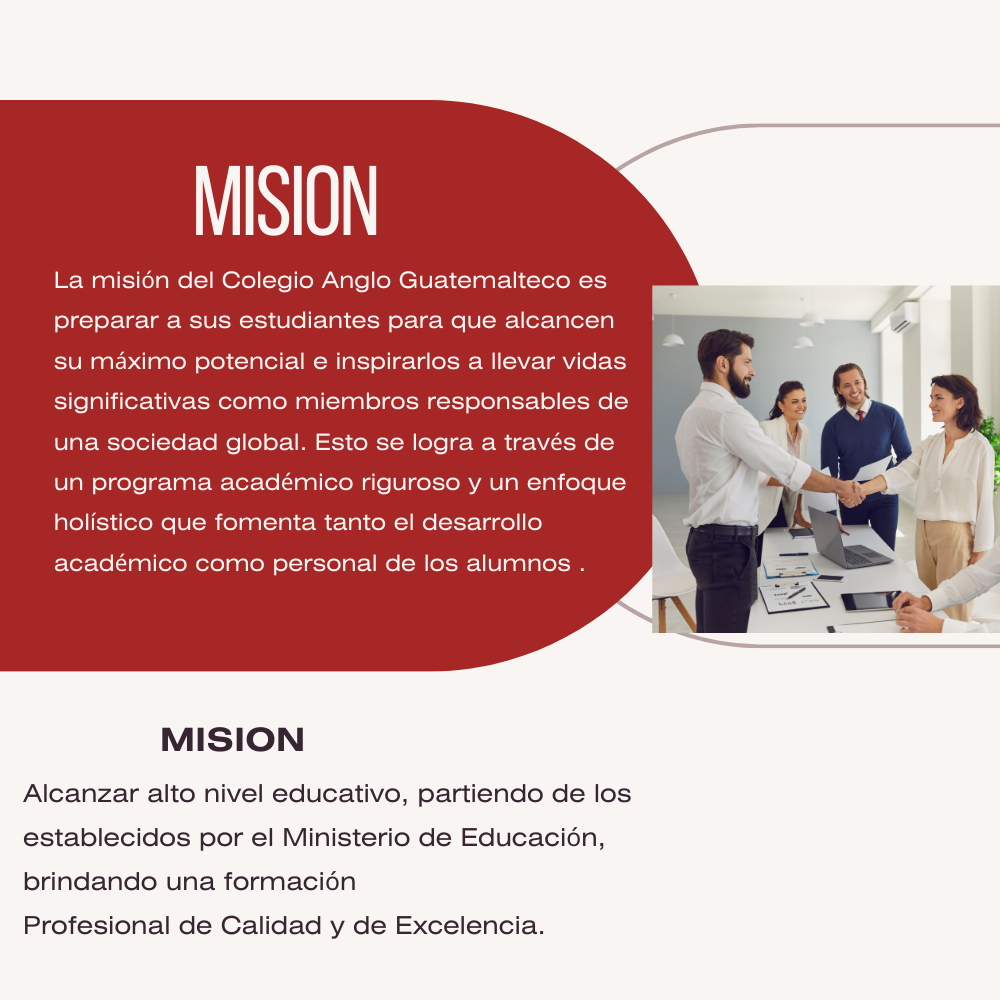 MISION
La misión del Colegio Anglo Guatemalteco es
preparar a sus estudiantes para que alcancen
su máximo potencial e inspirarlos a llevar vidas
significativas como miembros responsables de
una sociedad global. Esto se logra a través de
un programa académico riguroso y un enfoque
holístico que fomenta tanto el desarrollo
académico como personal de los alumnos .
MISION
Alcanzar alto nivel educativo, partiendo de los
establecidos por el Ministerio de Educación,
brindando una formación
Profesional de Calidad y de Excelencia.